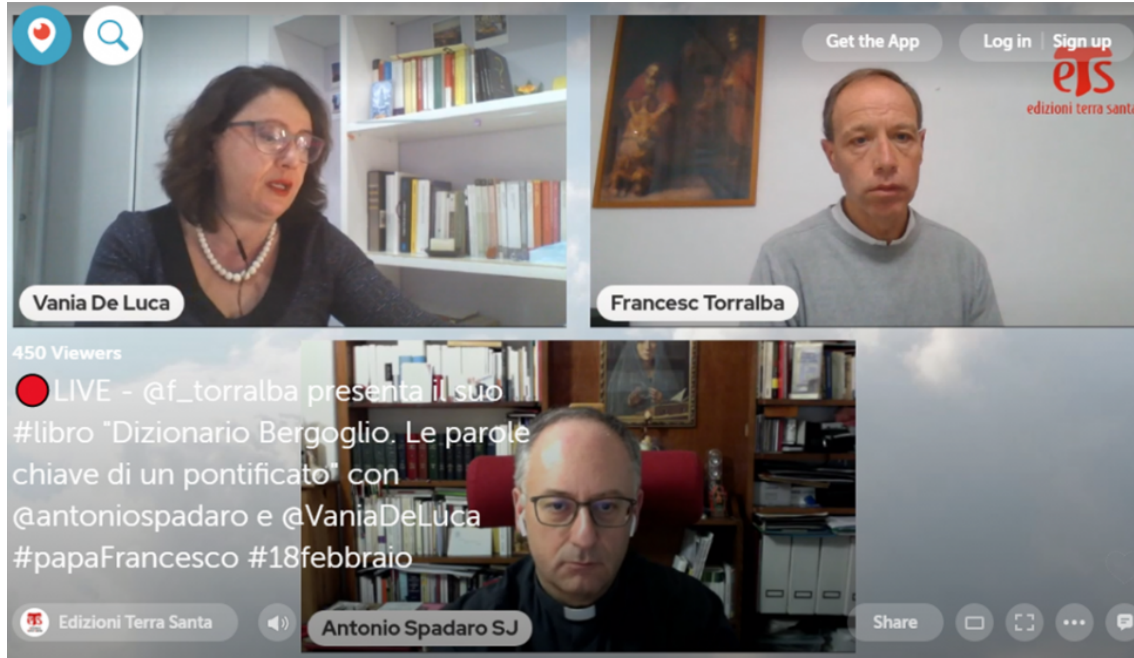 Get the App
Log in | Sign up
eTS
edizioni terra santa
Vania De Luca
Francesc Torralba
450 Viewers
LIVE - @f_torralba presenta il suo
#libro "Dizionario Bergoglio. Le parole
chiave di un pontificato" con
@antoniospadaro e @VaniaDeLuca
#papaFrancesco #18febbraio
Edizioni Terra Santa
Antonio Spadaro SJ
Share